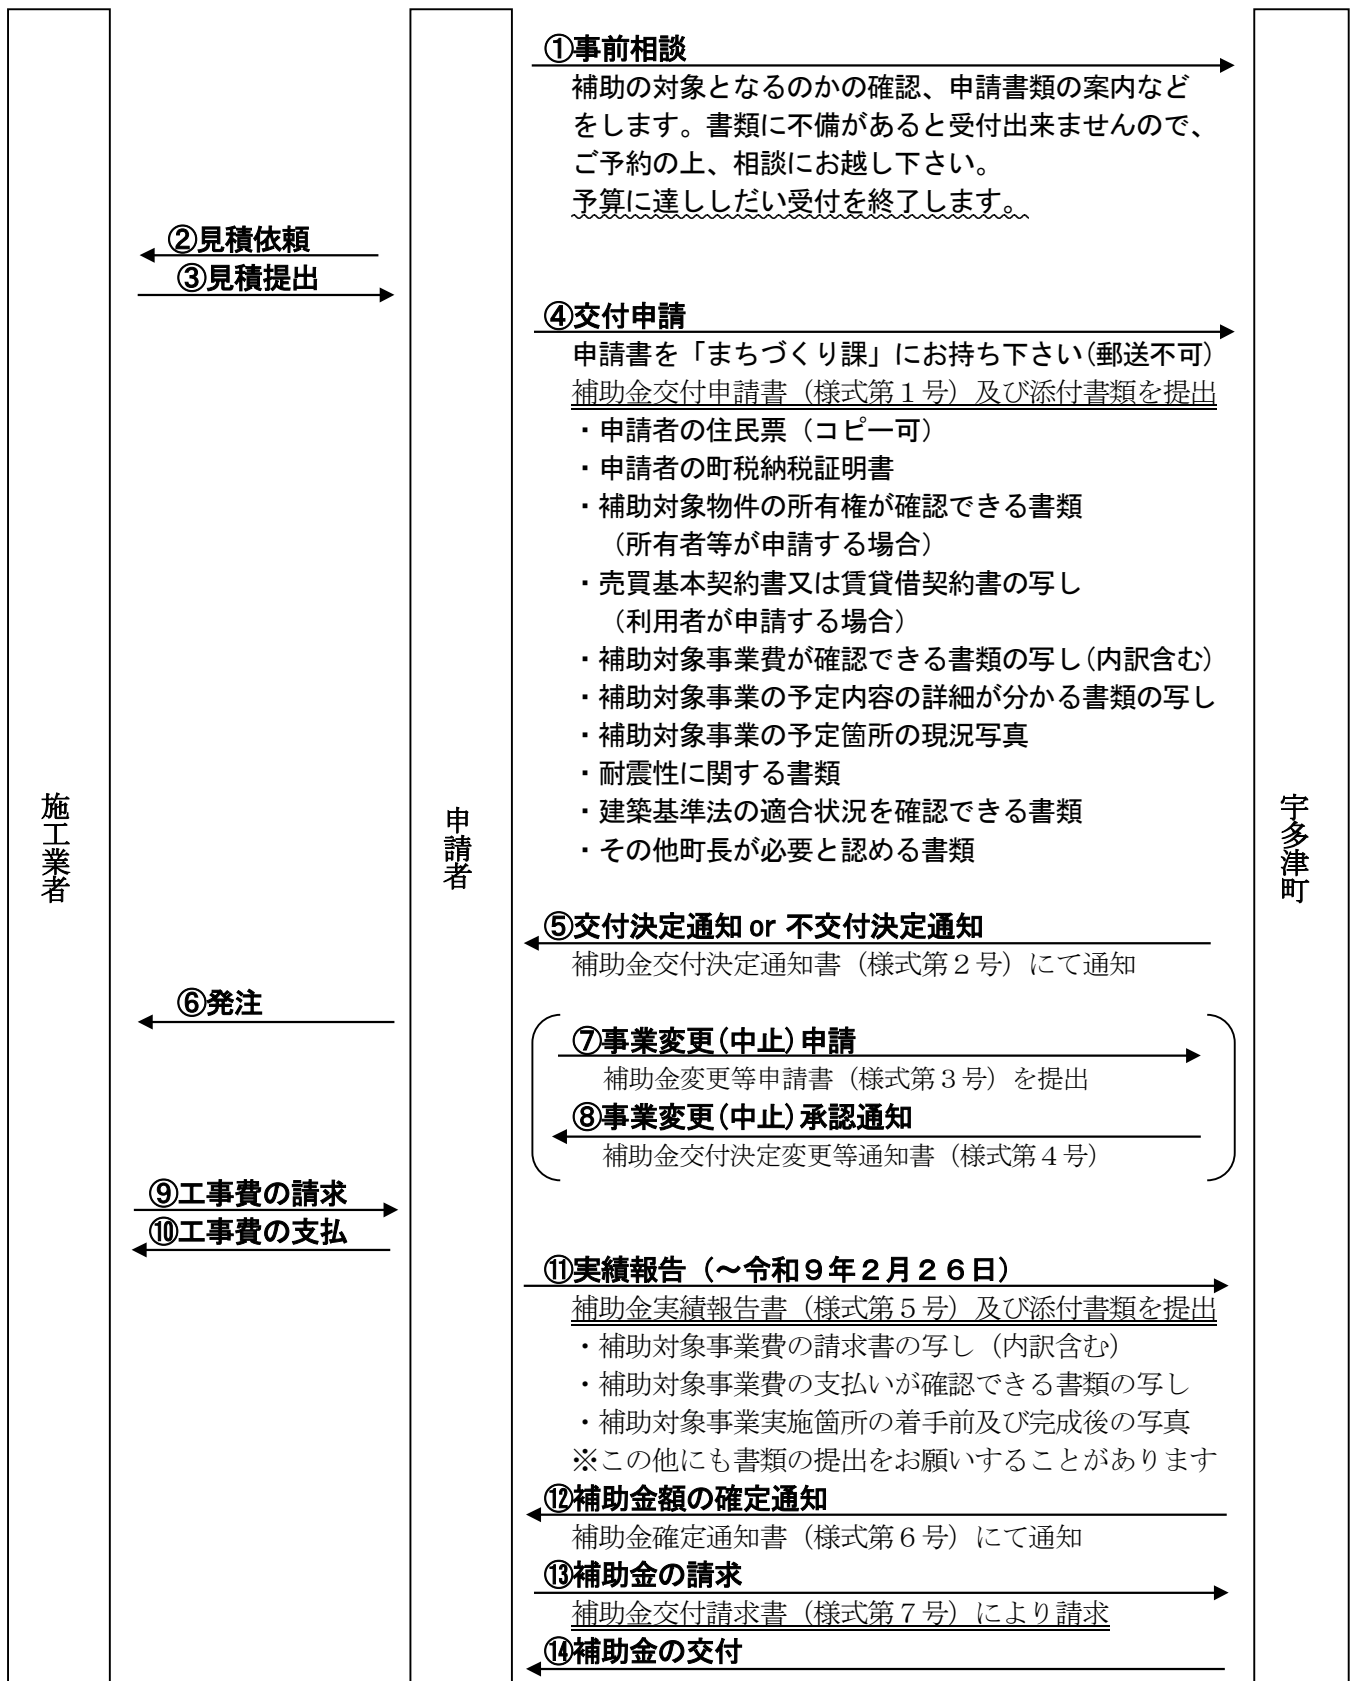 ①事前相談
補助の対象となるのかの確認、申請書類の案内など
をします。書類に不備があると受付出来ませんので、
ご予約の上、相談にお越し下さい。
予算に達ししだい受付を終了します。
②見積依頼
③見積提出
④交付申請
申請書を「まちづくり課」にお持ち下さい(郵送不可)
補助金交付申請書（様式第１号）及び添付書類を提出
・申請者の住民票（コピー可）
・申請者の町税納税証明書
・補助対象物件の所有権が確認できる書類
（所有者等が申請する場合）
・売買基本契約書又は賃貸借契約書の写し
（利用者が申請する場合）
・補助対象事業費が確認できる書類の写し(内訳含む)
・補助対象事業の予定内容の詳細が分かる書類の写し
・補助対象事業の予定箇所の現況写真
・耐震性に関する書類
・建築基準法の適合状況を確認できる書類
・その他町長が必要と認める書類
施工業者
申請者
宇多津町
⑤交付決定通知 or 不交付決定通知
補助金交付決定通知書（様式第２号）にて通知
⑥発注
⑦事業変更(中止)申請
補助金変更等申請書（様式第３号）を提出
⑧事業変更(中止)承認通知
補助金交付決定変更等通知書（様式第４号）
⑨工事費の請求
⑩工事費の支払
⑪実績報告（～令和９年２月２６日）
補助金実績報告書（様式第５号）及び添付書類を提出
・補助対象事業費の請求書の写し（内訳含む）
・補助対象事業費の支払いが確認できる書類の写し
・補助対象事業実施箇所の着手前及び完成後の写真
※この他にも書類の提出をお願いすることがあります
⑫補助金額の確定通知
補助金確定通知書（様式第６号）にて通知
⑬補助金の請求
補助金交付請求書（様式第７号）により請求
⑭補助金の交付